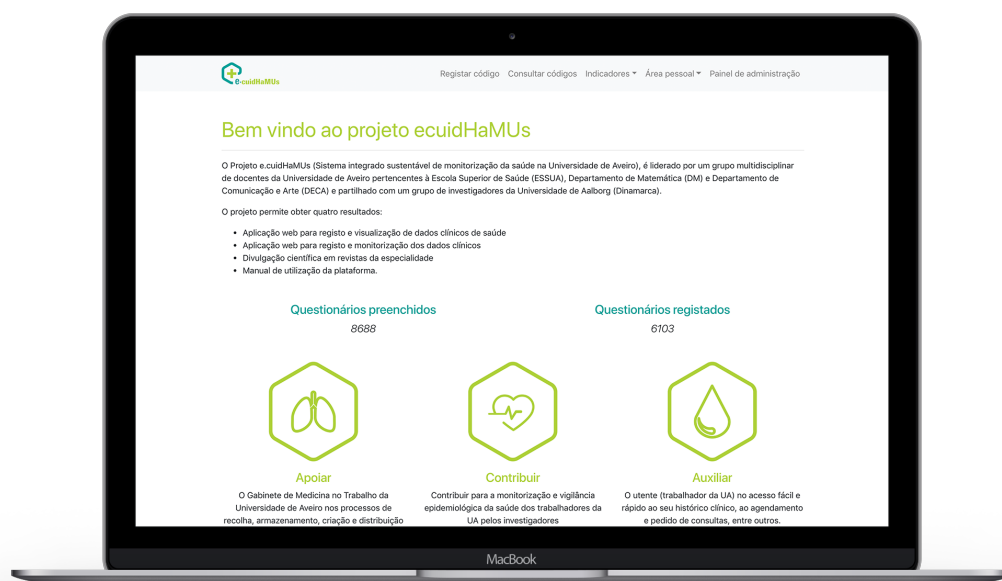 e-cuidHaMUs
Registar código Consultar códigos Indicadores Área pessoal Painel de administração
Bem vindo ao projeto ecuidHaMUs
O Projeto e.cuidHaMUs (Sistema integrado sustentável de monitorização da saúde na Universidade de Aveiro), é liderado por um grupo multidisciplinar
de docentes da Universidade de Aveiro pertencentes à Escola Superior de Saúde (ESSUA), Departamento de Matemática (DM) e Departamento de
Comunicação e Arte (DECA) e partilhado com um grupo de investigadores da Universidade de Aalborg (Dinamarca).
O projeto permite obter quatro resultados:
• Aplicação web para registo e visualização de dados clínicos de saúde
• Aplicação web para registo e monitorização dos dados clínicos
• Divulgação científica em revistas da especialidade
• Manual de utilização da plataforma.
Questionários preenchidos
8688
Questionários registados
6103
Apoiar
O Gabinete de Medicina no Trabalho da
Universidade de Aveiro nos processos de
recolha, armazenamento, criação e distribuição
Contribuir
Contribuir para a monitorização e vigilância
epidemiológica da saúde dos trabalhadores da
UA pelos investigadores
Auxiliar
O utente (trabalhador da UA) no acesso fácil e
rápido ao seu histórico clínico, ao agendamento
e pedido de consultas, entre outros.
MacBook